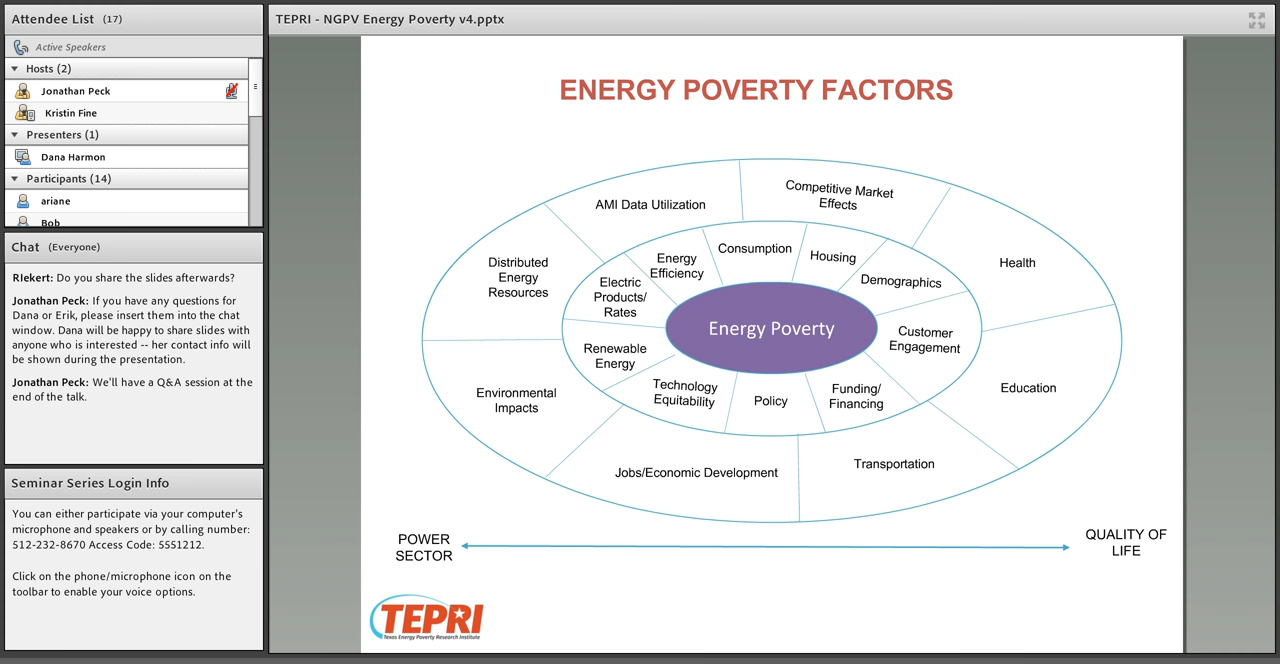 Attendee List (17)
Active Speakers
Hosts (2)
Jonathan Peck
Kristin Fine
Presenters (1)
Dana Harmon
Participants (14)
ariane
Bob
Chat (Everyone)
RIekert: Do you share the slides afterwards?
Jonathan Peck: If you have any questions for
Dana or Erik, please insert them into the chat
window. Dana will be happy to share slides with
anyone who is interested -- her contact info will
be shown during the presentation.
Jonathan Peck: We'll have a Q&A session at the
end of the talk.
Seminar Series Login Info
You can either participate via your computer's
microphone and speakers or by calling number:
512-232-8670 Access Code: 5551212.
Click on the phone/microphone icon on the
toolbar to enable your voice options.
TEPRI - NGPV Energy Poverty v4.pptx
ENERGY POVERTY FACTORS
AMI Data Utilization
Competitive Market
Effects
Health
Education
Transportation
Jobs/Economic Development
Environmental
Impacts
Distributed
Energy
Resources
Consumption
Housing
Demographics
Customer
Engagement
Funding/
Financing
Policy
Technology
Equitability
Renewable
Energy
Electric
Products/
Rates
Energy
Efficiency
Energy Poverty
POWER
SECTOR
QUALITY OF
LIFE
TEPRI
Texas Energy Poverty Research Institute